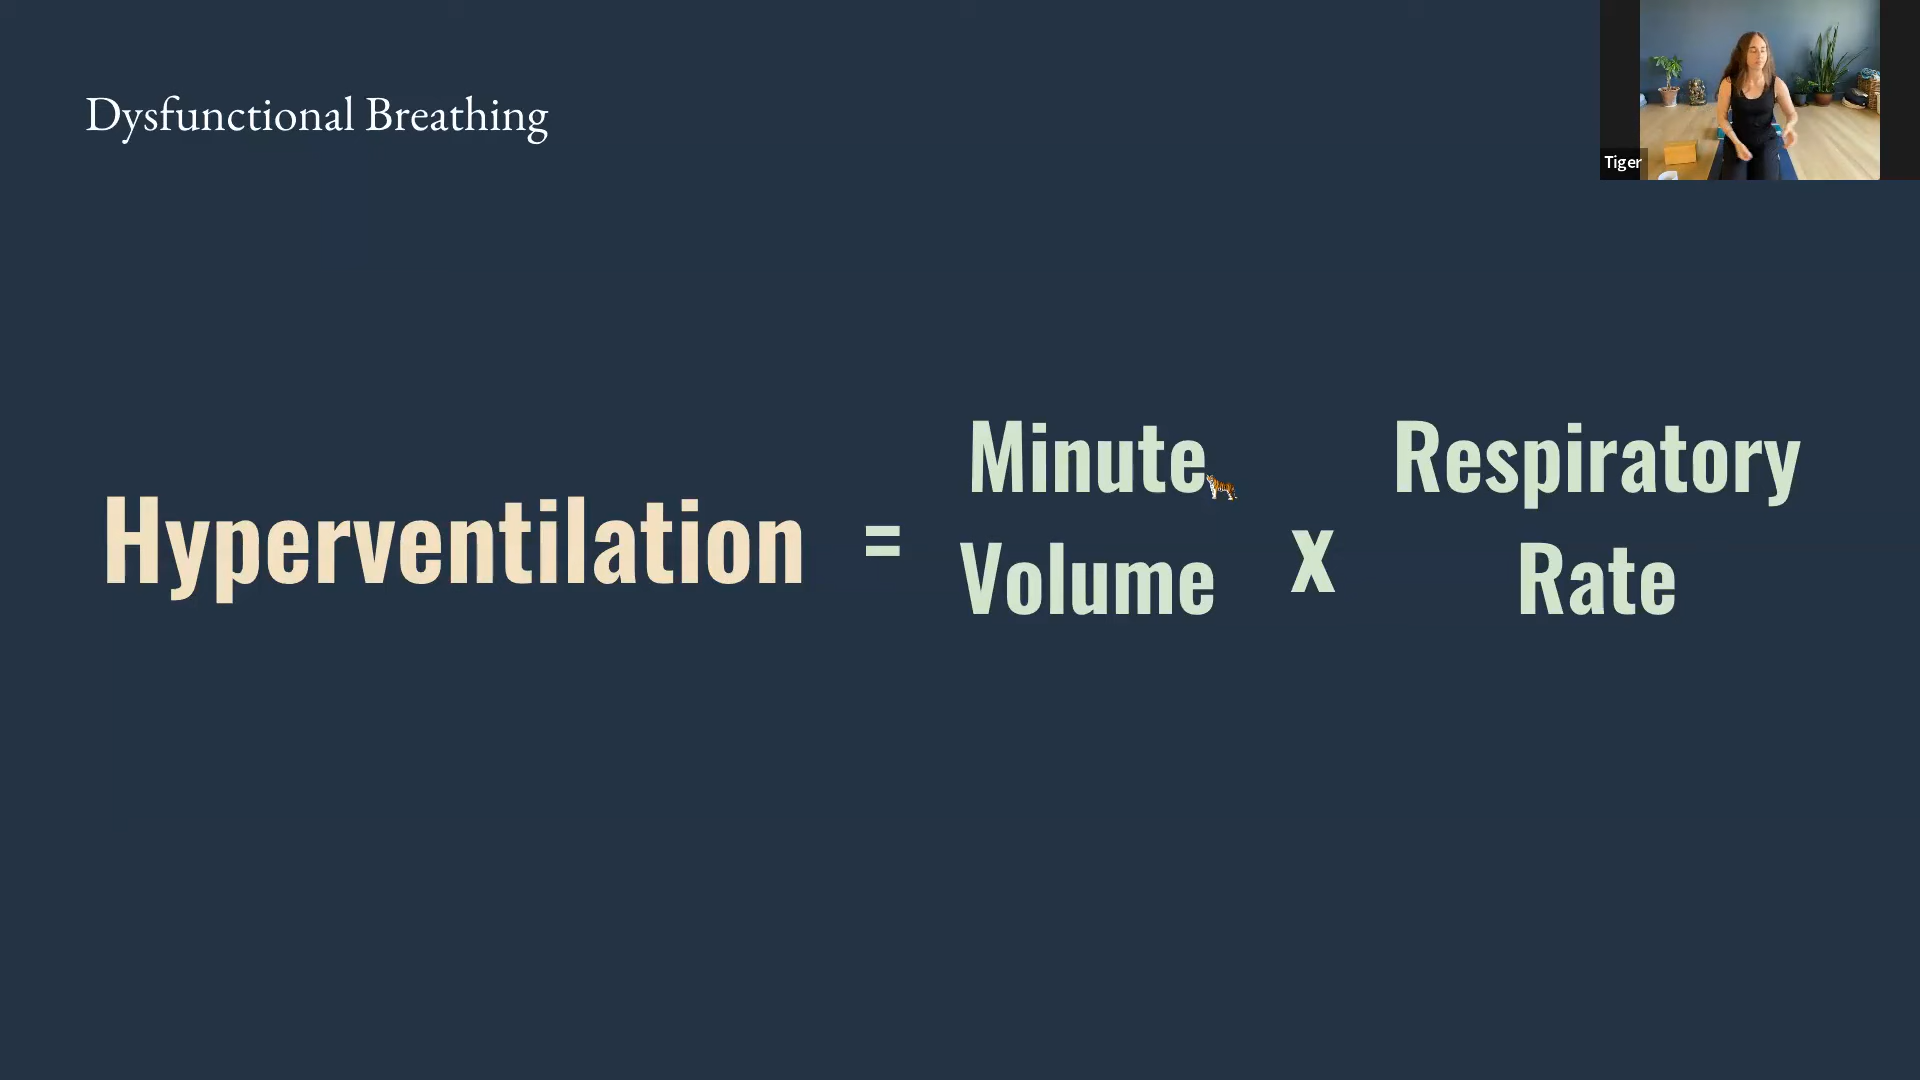 Dysfunctional Breathing
Tiger
Hyperventilation
=
Minute
Volume
x
Respiratory
Rate